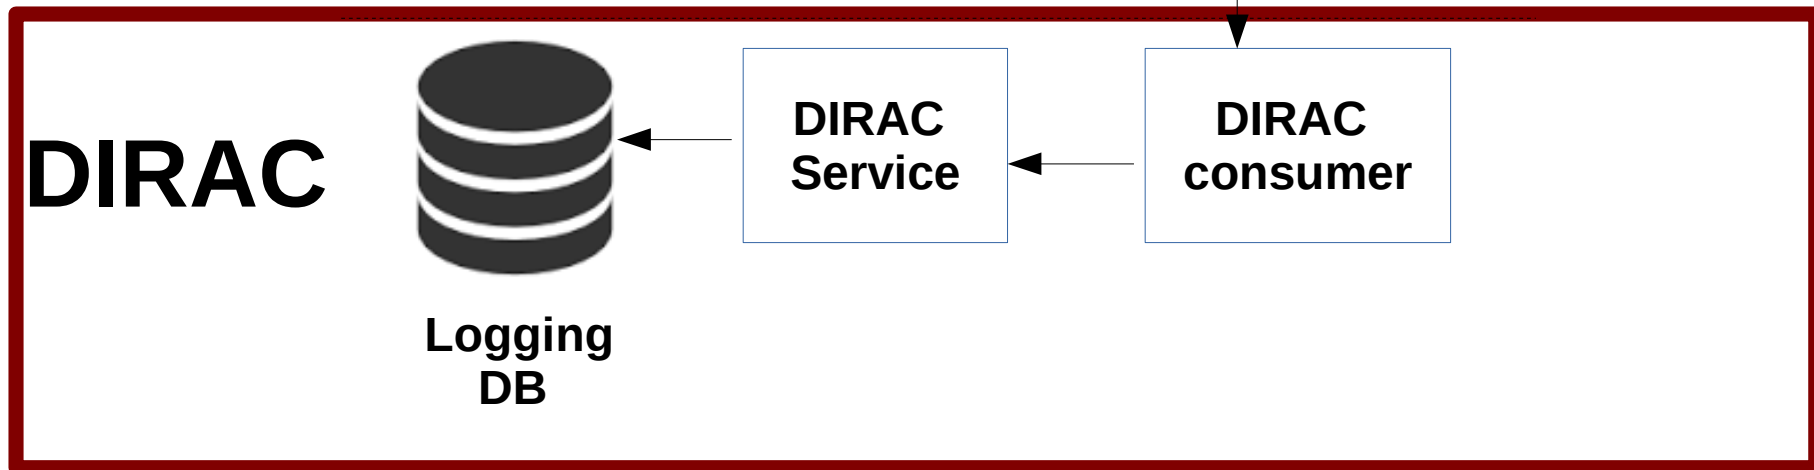 DIRAC
Logging
DB
DIRAC
Service
DIRAC
consumer